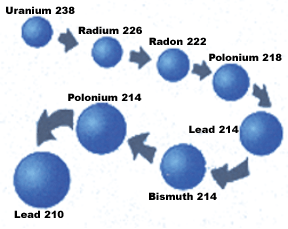 Uranium 238
Radium 226
Radon 222
Polonium 218
Lead 214
Bismuth 214
Polonium 214
Lead 210